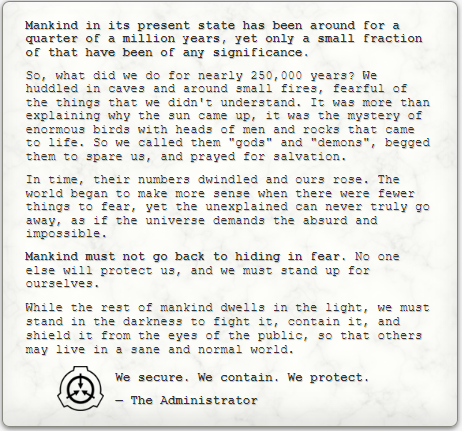 Mankind in its present state has been around for a
quarter of a million years, yet only a small fraction
of that have been of any significance.
So, what did we do for nearly 250,000 years? We
huddled in caves and around small fires, fearful of
the things that we didn't understand. It was more than
explaining why the sun came up, it was the mystery of
enormous birds with heads of men and rocks that came
to life. So we called them "gods" and "demons", begged
them to spare us, and prayed for salvation.
In time, their numbers dwindled and ours rose. The
world began to make more sense when there were fewer
things to fear, yet the unexplained can never truly go
away, as if the universe demands the absurd and
impossible.
Mankind must not go back to hiding in fear. No one
else will protect us, and we must stand up for
ourselves.
While the rest of mankind dwells in the light, we must
stand in the darkness to fight it, contain it, and
shield it from the eyes of the public, so that others
may live in a sane and normal world.
We secure. We contain. We protect.
— The Administrator